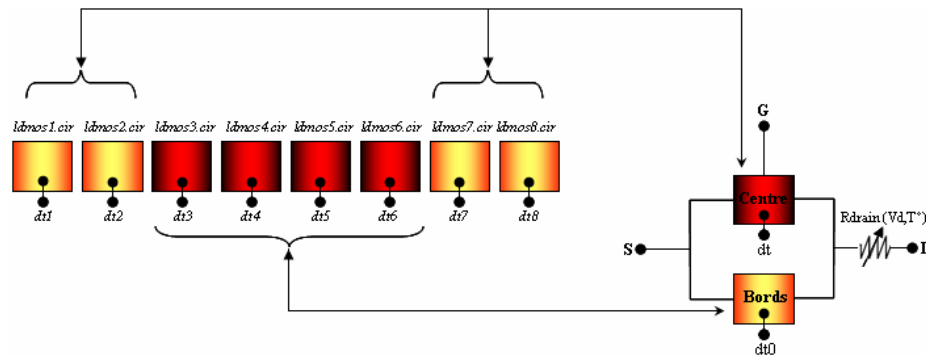 ldmos1.cir ldmos2.cir ldmos3.cir ldmos4.cir ldmos5.cir ldmos6.cir ldmos7.cir ldmos8.cir
dt1 dt2 dt3 dt4 dt5 dt6 dt7 dt8
G
Centre
dt
Rdrain(Vd,T°)
S
Bords
dt0